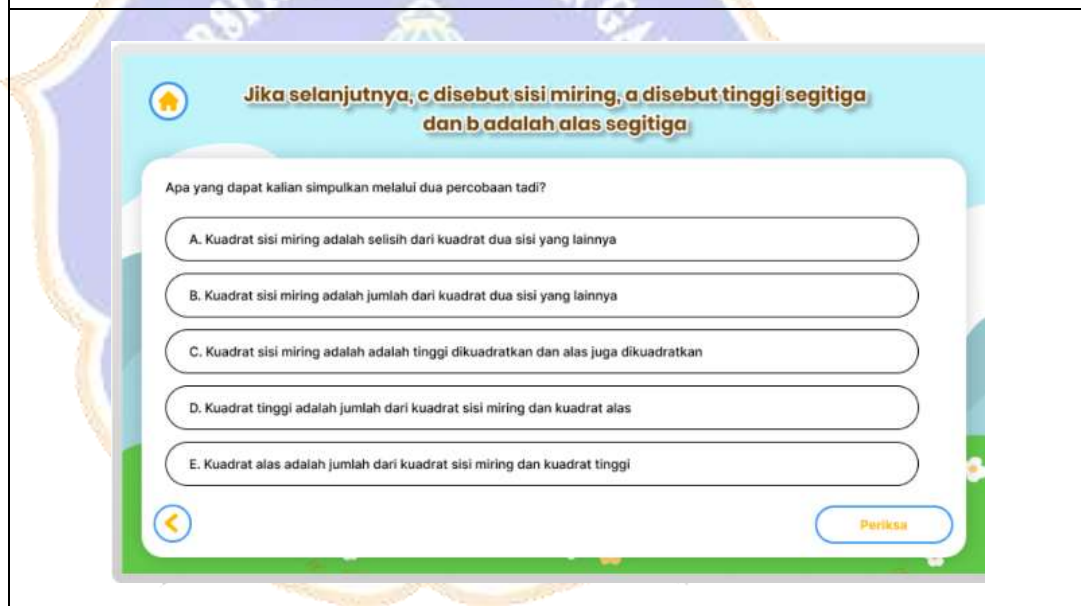 Jika selanjutnya, c disebut sisi miring, a disebut tinggi segitiga
dan b adalah alas segitiga
Apa yang dapat kalian simpulkan melalui dua percobaan tadi?
A. Kuadrat sisi miring adalah selisih dari kuadrat dua sisi yang lainnya
B. Kuadrat sisi miring adalah jumlah dari kuadrat dua sisi yang lainnya
C. Kuadrat sisi miring adalah adalah tinggi dikuadratkan dan alas juga dikuadratkan
D. Kuadrat tinggi adalah jumlah dari kuadrat sisi miring dan kuadrat alas
E. Kuadrat alas adalah jumlah dari kuadrat sisi miring dan kuadrat tinggi
Periksa